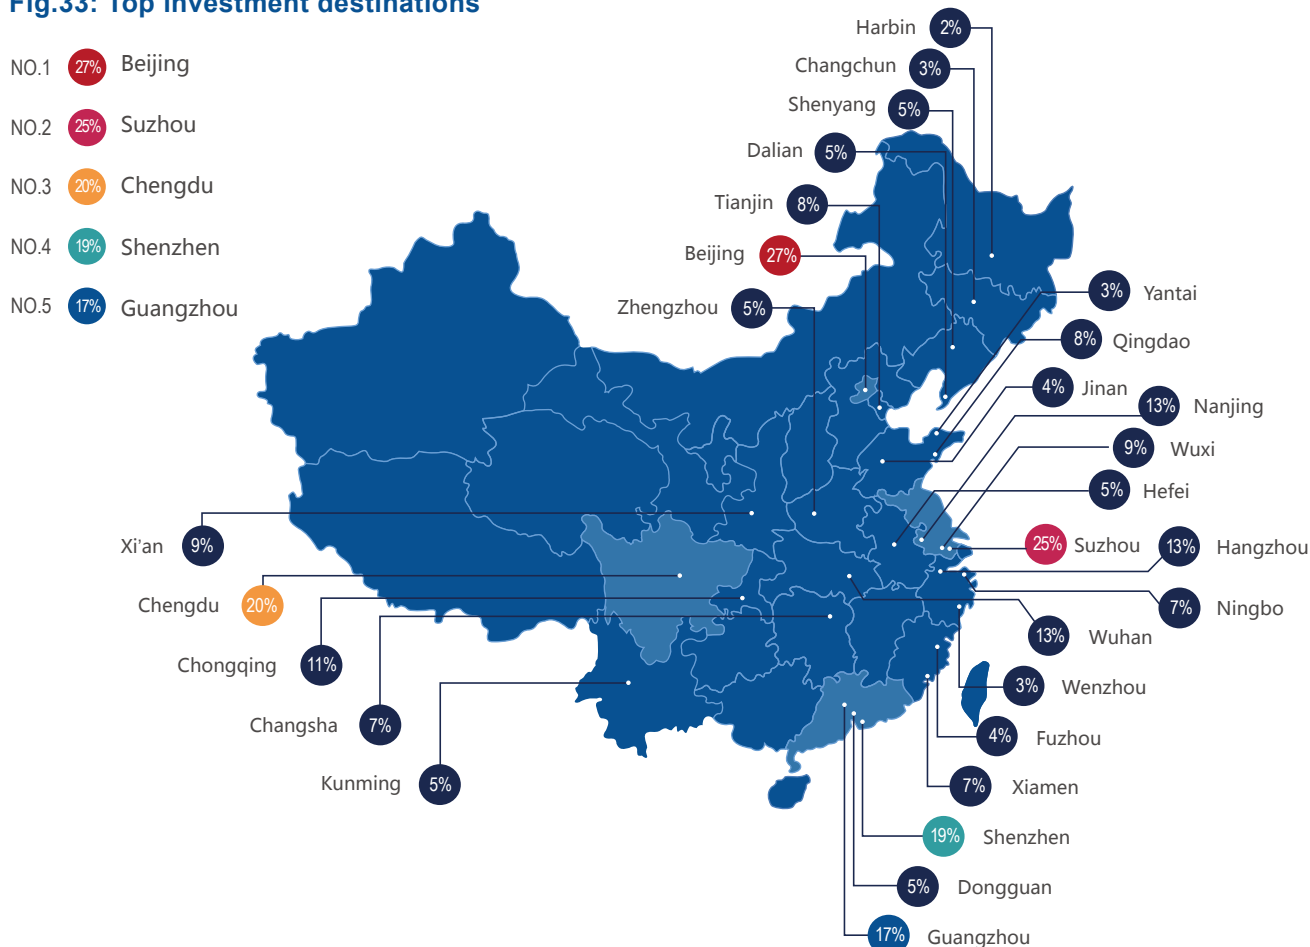 Fig.33: Top investment destinations
NO.1 27% Beijing
NO.2 25% Suzhou
NO.3 20% Chengdu
NO.4 19% Shenzhen
NO.5 17% Guangzhou
Harbin 2%
Changchun 3%
Shenyang 5%
Dalian 5%
Tianjin 8%
Beijing 27%
Zhengzhou 5%
3% Yantai
8% Qingdao
4% Jinan
13% Nanjing
9% Wuxi
5% Hefei
25% Suzhou
13% Hangzhou
7% Ningbo
13% Wuhan
3% Wenzhou
4% Fuzhou
7% Xiamen
19% Shenzhen
5% Dongguan
17% Guangzhou
Xi'an 9%
Chengdu 20%
Chongqing 11%
Changsha 7%
Kunming 5%